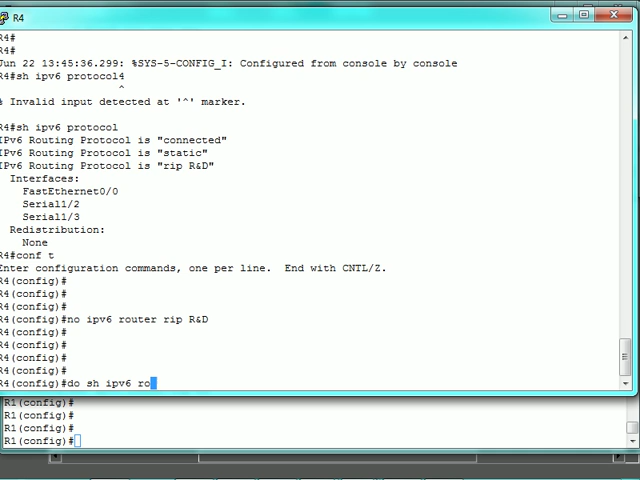 R4
R4#
R4#
Jun 22 13:45:36.299: %SYS-5-CONFIG_I: Configured from console by console
R4#sh ipv6 protocol4
^
% Invalid input detected at '^' marker.
R4#sh ipv6 protocol
IPv6 Routing Protocol is "connected"
IPv6 Routing Protocol is "static"
IPv6 Routing Protocol is "rip R&D"
Interfaces:
FastEthernet0/0
Serial1/2
Serial1/3
Redistribution:
None
R4#conf t
Enter configuration commands, one per line.  End with CNTL/Z.
R4(config)#
R4(config)#
R4(config)#
R4(config)#no ipv6 router rip R&D
R4(config)#
R4(config)#
R4(config)#
R4(config)#
R4(config)#do sh ipv6 ro
R1(config)#
R1(config)#
R1(config)#
R1(config)#